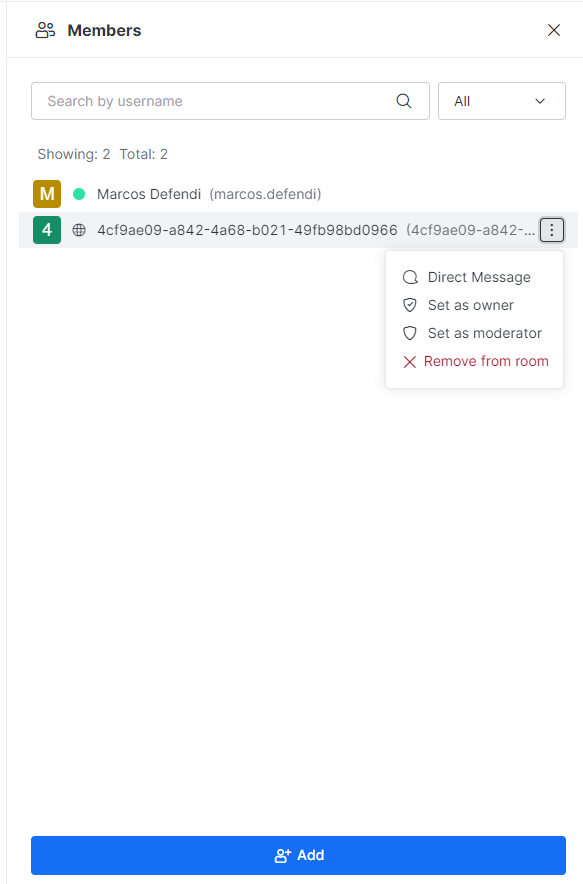 Members
Search by username
All
Showing: 2 Total: 2
M Marcos Defendi (marcos.defendi)
4 4cf9ae09-a842-4a68-b021-49fb98bd0966 (4cf9ae09-a842-...
Direct Message
Set as owner
Set as moderator
Remove from room
Add